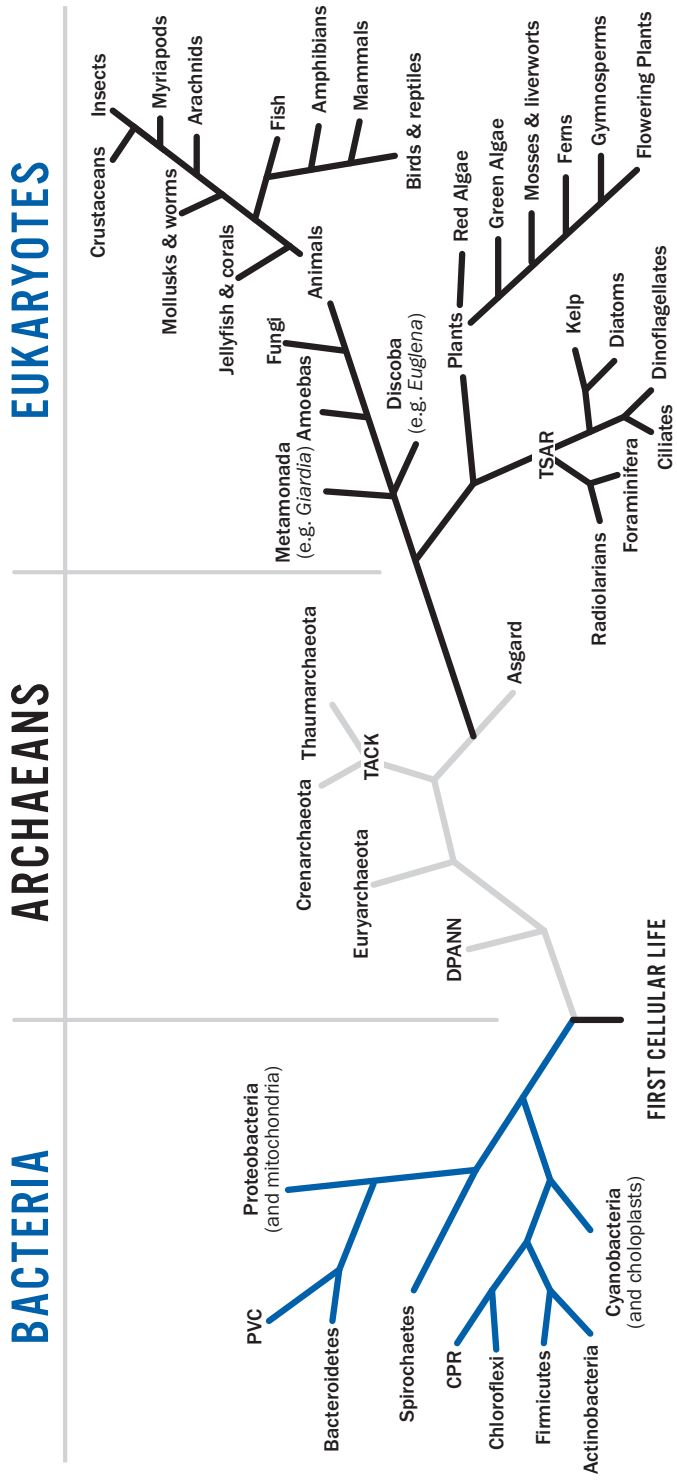 BACTERIA
ARCHAEANS
EUKARYOTES
Proteobacteria
(and mitochondria)
PVC
Bacteroidetes
Spirochaetes
CPR
Chloroflexi
Firmicutes
Actinobacteria
Cyanobacteria
(and choloplasts)
FIRST CELLULAR LIFE
DPANN
Euryarchaeota
Crenarchaeota
Thaumarchaeota
TACK
Asgard
Metamonada
(e.g. Giardia)
Amoebas
Fungi
Animals
Discoba
(e.g. Euglena)
Jellyfish & corals
Mollusks & worms
Crustaceans
Insects
Myriapods
Arachnids
Fish
Amphibians
Mammals
Birds & reptiles
Plants
Red Algae
Green Algae
Mosses & liverworts
Ferns
Gymnosperms
Flowering Plants
TSAR
Kelp
Diatoms
Dinoflagellates
Ciliates
Foraminifera
Radiolarians